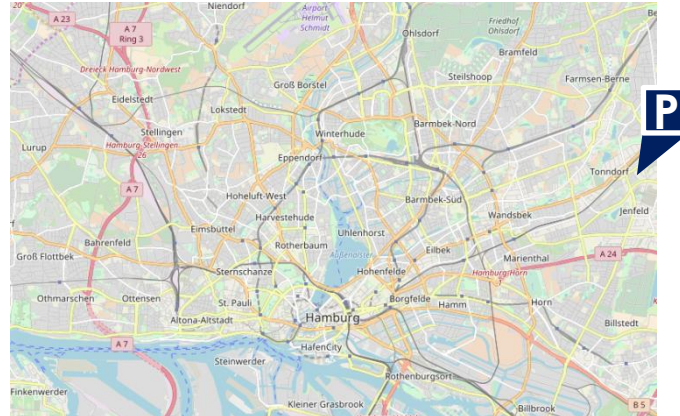 20
Niendorf
Airport
Helmut
Schmidt
Friedhof
Ohlsdorf
A 23
A 7
Ring 3
Ohlsdorf
Bramfeld
Dreieck Hamburg-Nordwest
Groß Borstel
Steilshoop
Farmsen-Berne
P
Eidelstedt
Lokstedt
Stellingen
Winterhude
Barmbek-Nord
Lurup
Hamburg-Stellingen
26
Eppendorf
Tonndorf
A 7
Hoheluft-West
Barmbek-Süd
Harvestehude
Wandsbek
Jenfeld
Eimsbüttel
Uhlenhorst
Bahrenfeld
Rotherbaum
Eilbek
Groß Flottbek
Außenalster
Marienthal
A 24
Sternschanze
Hohenfelde
Hamburg-Horn
Othmarschen
Ottensen
St. Pauli
Borgfelde
Hamm
Horn
Altona-Altstadt
Hamburg
Billstedt
A 7
HafenCity
Steinwerder
Rothenburgsort
Finkenwerder
Kleiner Grasbrook
Billbrook
B 5